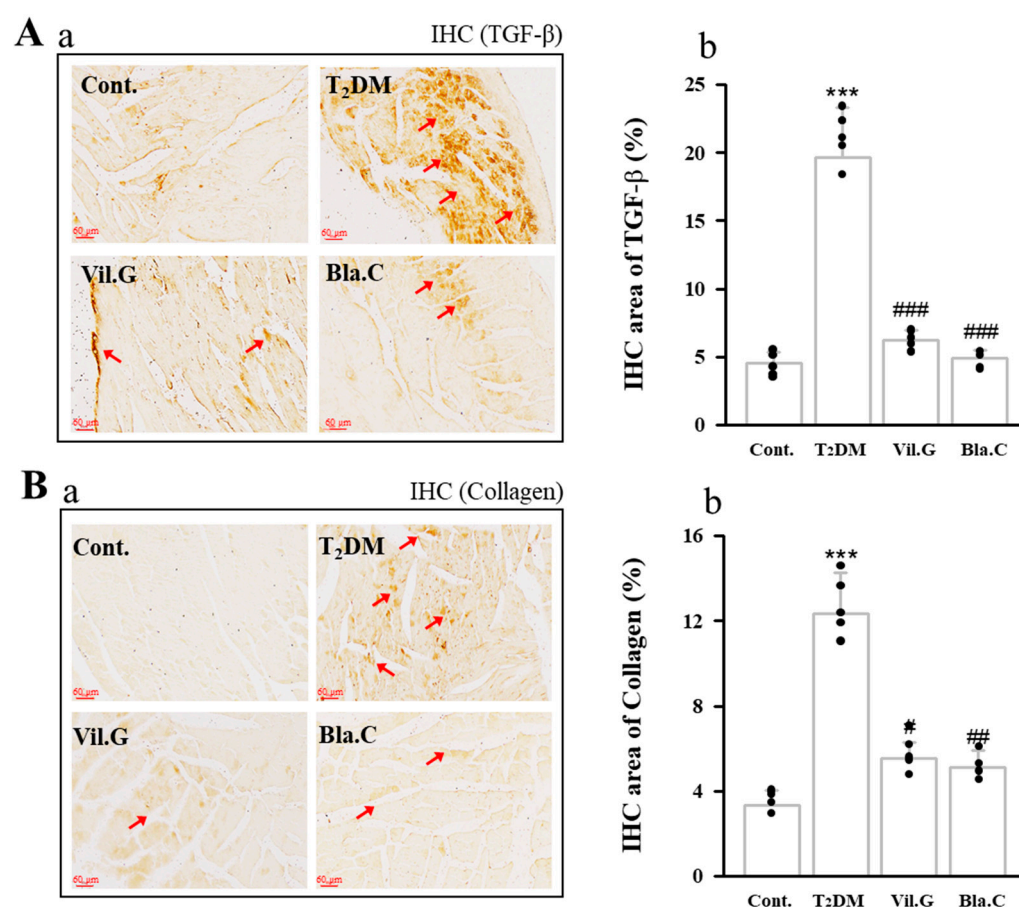 A a IHC (TGF-β)
Cont.
T₂DM
60 μm
60 μm
Vil.G
Bla.C
60 μm
60 μm
b
IHC area of TGF-β (%)
25
20
15
10
5
0
***
###
###
Cont. T₂DM Vil.G Bla.C
B a IHC (Collagen)
Cont.
T₂DM
60 μm
60 μm
Vil.G
Bla.C
60 μm
60 μm
b
IHC area of Collagen (%)
16
12
8
4
0
***
#
##
Cont. T₂DM Vil.G Bla.C